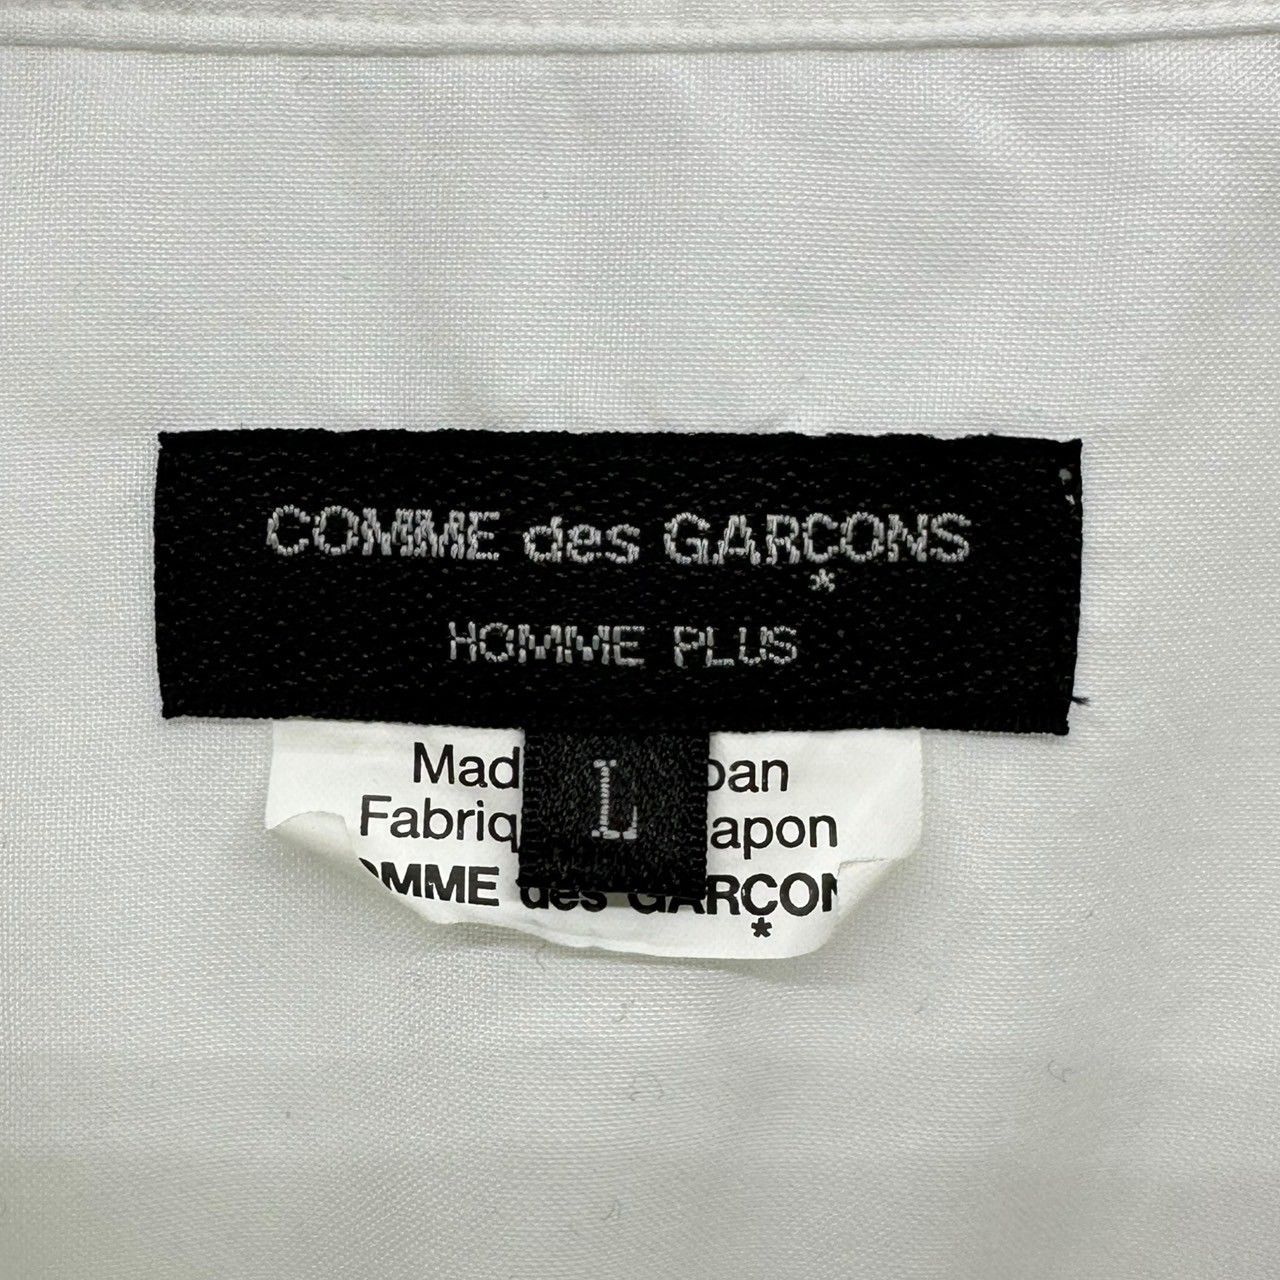 COMME des GARÇONS
*
HOMME PLUS
L
Mad pan
Fabriq apon
OMME des GARÇON
*